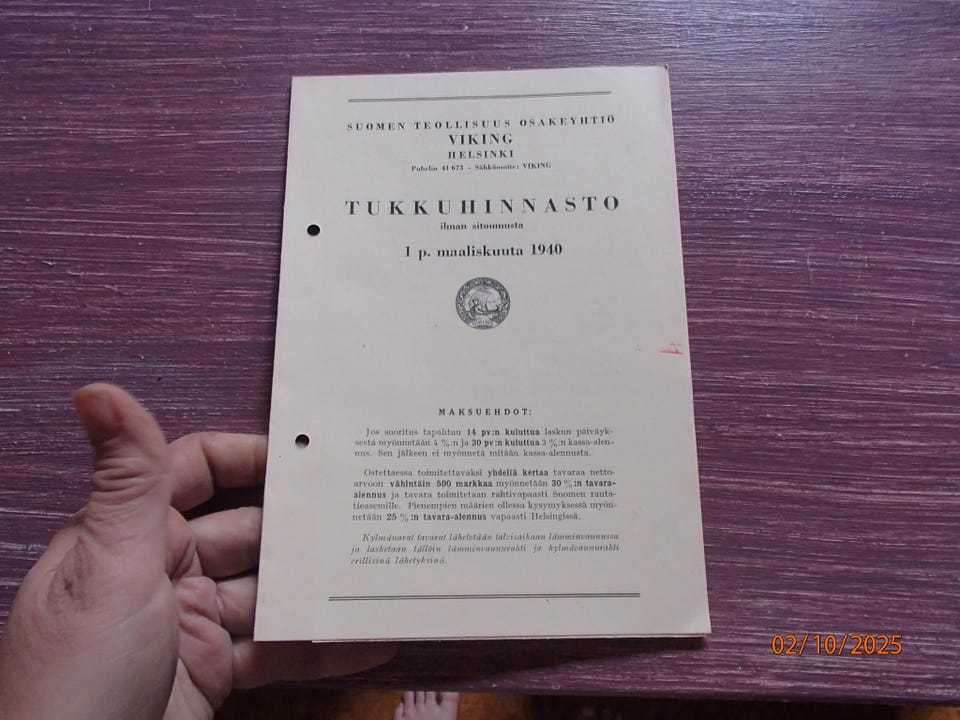 SUOMEN TEOLLISUUS OSAKEYHTIÖ
VIKING
HELSINKI
Puhelin 41 673 - Sähköosoite: VIKING
TUKKUHINNASTO
ilman sitoumusta
1 p. maaliskuuta 1940
VIKING
MAKSUEHDOT:
Jos suoritus tapahtuu 14 pv:n kuluttua laskun päiväyk-
sestä myönnetään 4 %:n ja 30 pv:n kuluttua 3 %:n kassa-alen-
nus. Sen jälkeen ei myönnetä mitään kassa-alennusta.
Ostettaessa toimitettavaksi yhdellä kertaa tavaraa netto-
arvoon vähintäin 500 markkaa myönnetään 30 %:n tavara-
alennus ja tavara toimitetaan rahtivapaasti Suomen rauta-
tieasemille. Pienempien määrien ollessa kysymyksessä myön-
netään 25 %:n tavara-alennus vapaasti Helsingissä.
Kylmänarat tavarat lähetetään talvisaikaan lämminvaunussa
ja lasketaan tällöin lämminvaunurahti ja kylmävaunurahti
erillisinä lähetyksinä.
02/10/2025